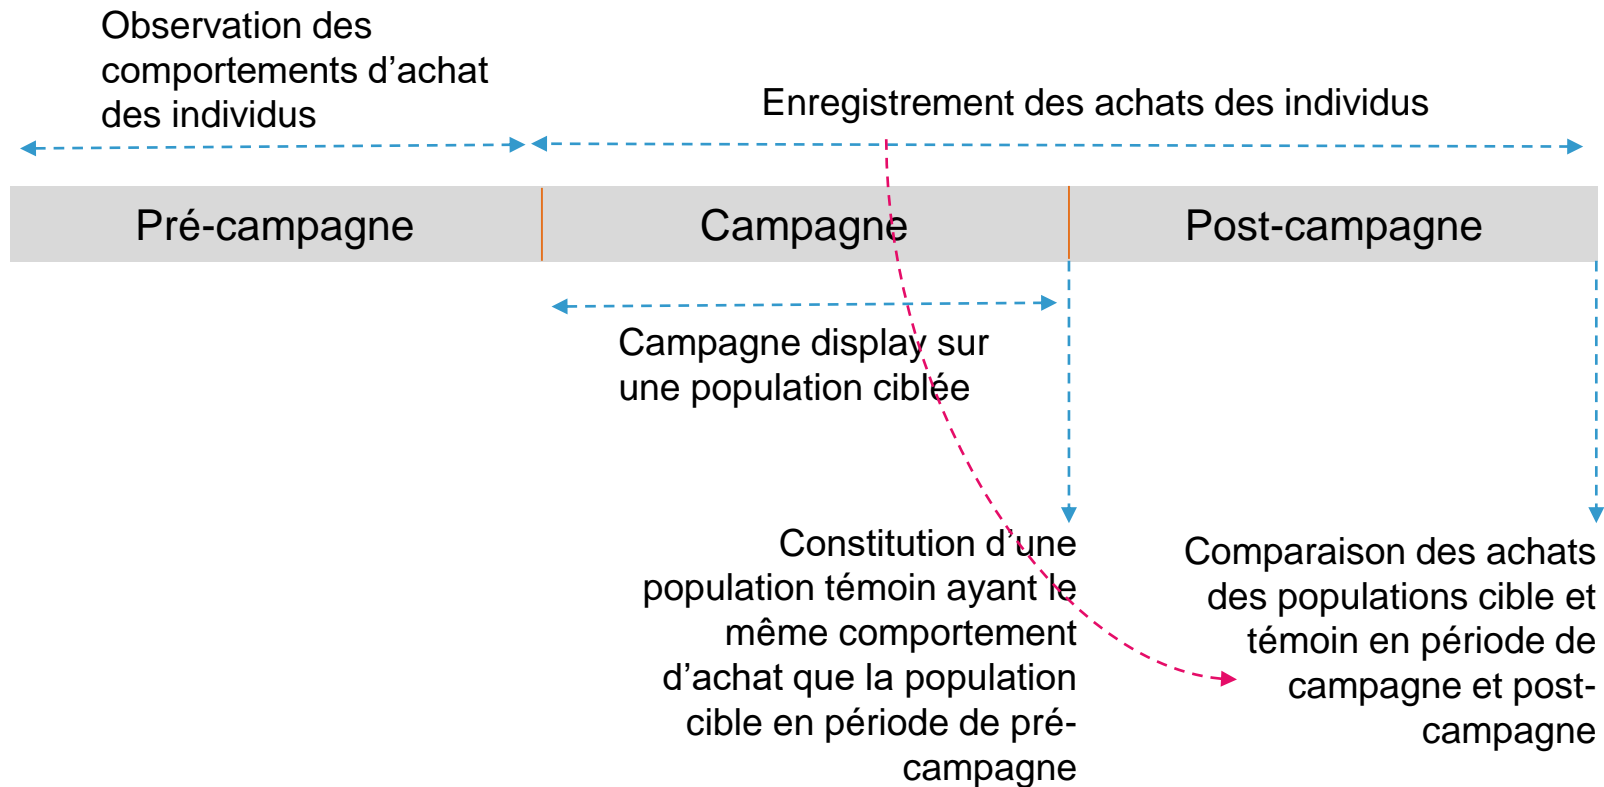 Observation des
comportements d’achat
des individus
Enregistrement des achats des individus
Pré-campagne
Campagne
Post-campagne
Campagne display sur
une population ciblée
Constitution d’une
population témoin ayant le
même comportement
d’achat que la population
cible en période de pré-
campagne
Comparaison des achats
des populations cible et
témoin en période de
campagne et post-
campagne